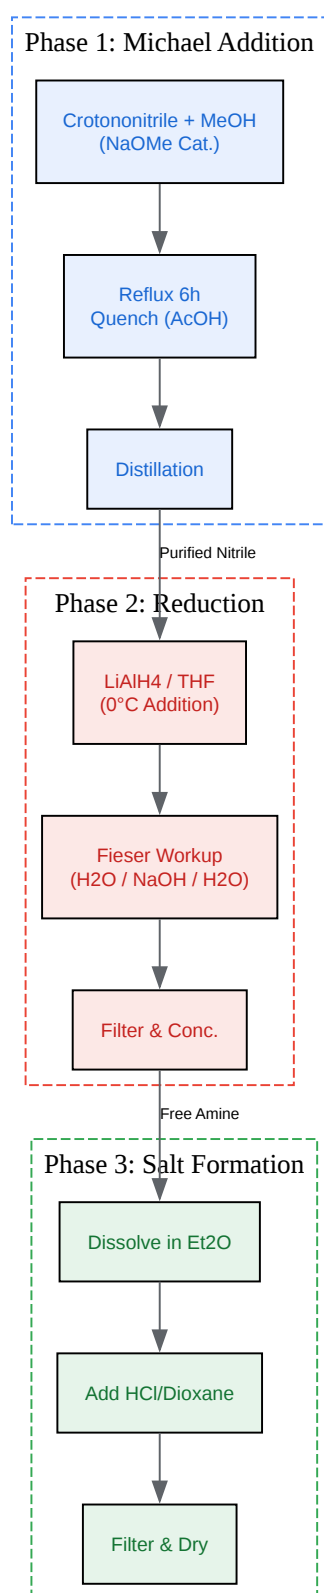 Phase 1: Michael Addition
Crotononitrile + MeOH
(NaOMe Cat.)
Reflux 6h
Quench (AcOH)
Distillation
Purified Nitrile
Phase 2: Reduction
LiAlH4 / THF
(0°C Addition)
Fieser Workup
(H2O / NaOH / H2O)
Filter & Conc.
Free Amine
Phase 3: Salt Formation
Dissolve in Et2O
Add HCl/Dioxane
Filter & Dry